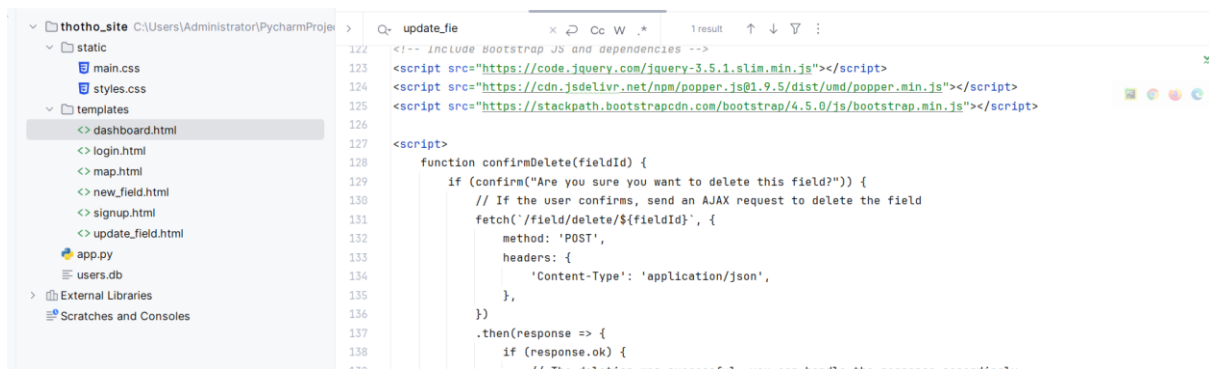 thotho_site C:\Users\Administrator\PycharmProje
static
main.css
styles.css
templates
dashboard.html
login.html
map.html
new_field.html
signup.html
update_field.html
app.py
users.db
External Libraries
Scratches and Consoles
update_fie
Cc W .* 1 result
122 <!-- Include Bootstrap JS and dependencies -->
123 <script src="https://code.jquery.com/jquery-3.5.1.slim.min.js"></script>
124 <script src="https://cdn.jsdelivr.net/npm/popper.js@1.9.5/dist/umd/popper.min.js"></script>
125 <script src="https://stackpath.bootstrapcdn.com/bootstrap/4.5.0/js/bootstrap.min.js"></script>
126
127 <script>
128 function confirmDelete(fieldId) {
129 if (confirm("Are you sure you want to delete this field?")) {
130 // If the user confirms, send an AJAX request to delete the field
131 fetch(`/field/delete/${fieldId}`, {
132 method: 'POST',
133 headers: {
134 'Content-Type': 'application/json',
135 },
136 })
137 .then(response => {
138 if (response.ok) {